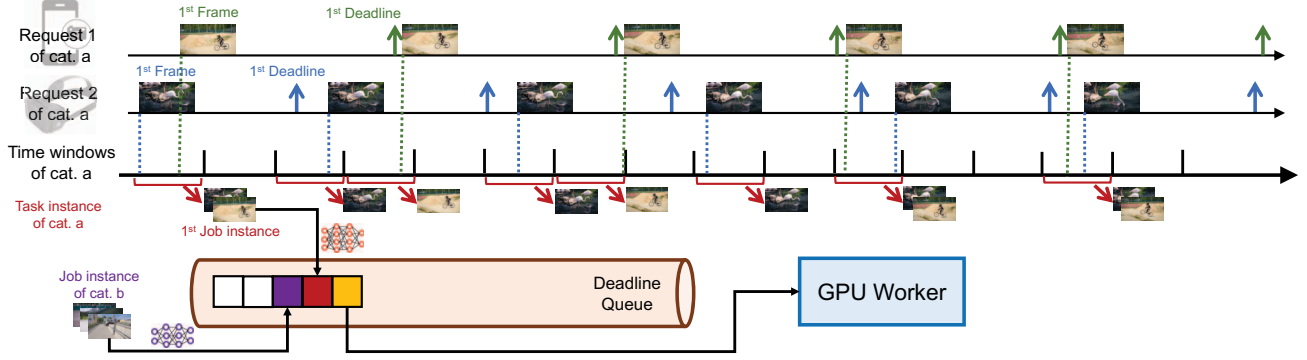 1st Frame
1st Deadline
Request 1
of cat. a
1st Frame
1st Deadline
Request 2
of cat. a
Time windows
of cat. a
Task instance
of cat. a
1st Job instance
Job instance
of cat. b
Deadline
Queue
GPU Worker